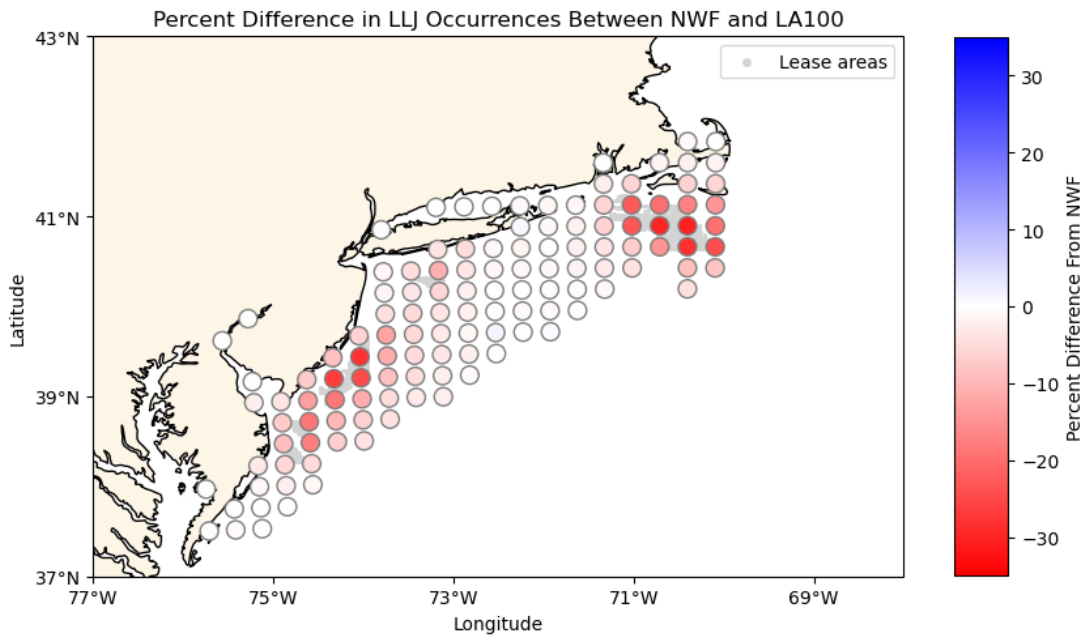 Percent Difference in LLJ Occurrences Between NWF and LA100
43°N
41°N
39°N
37°N
Latitude
77°W
75°W
73°W
71°W
69°W
Longitude
Lease areas
30
20
10
0
−10
−20
−30
Percent Difference From NWF